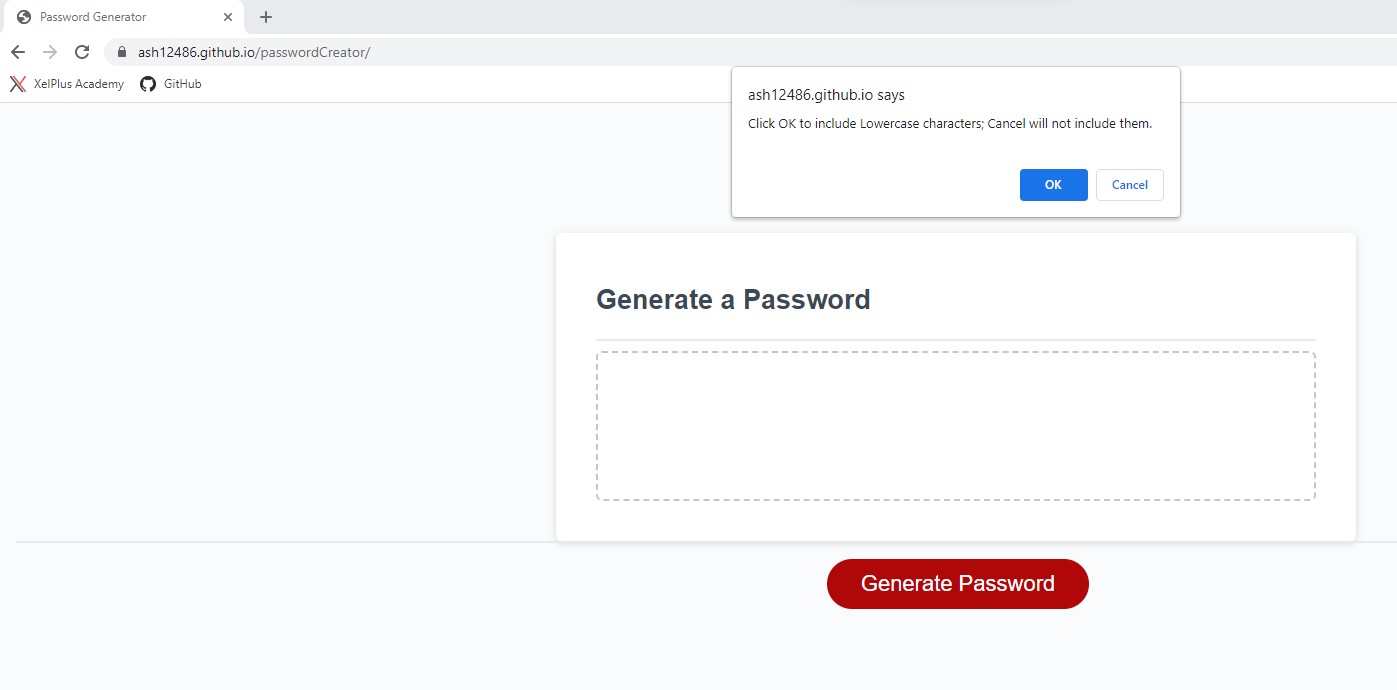 Password Generator
ash12486.github.io/passwordCreator/
XelPlus Academy GitHub
ash12486.github.io says
Click OK to include Lowercase characters; Cancel will not include them.
OK Cancel
Generate a Password
Generate Password